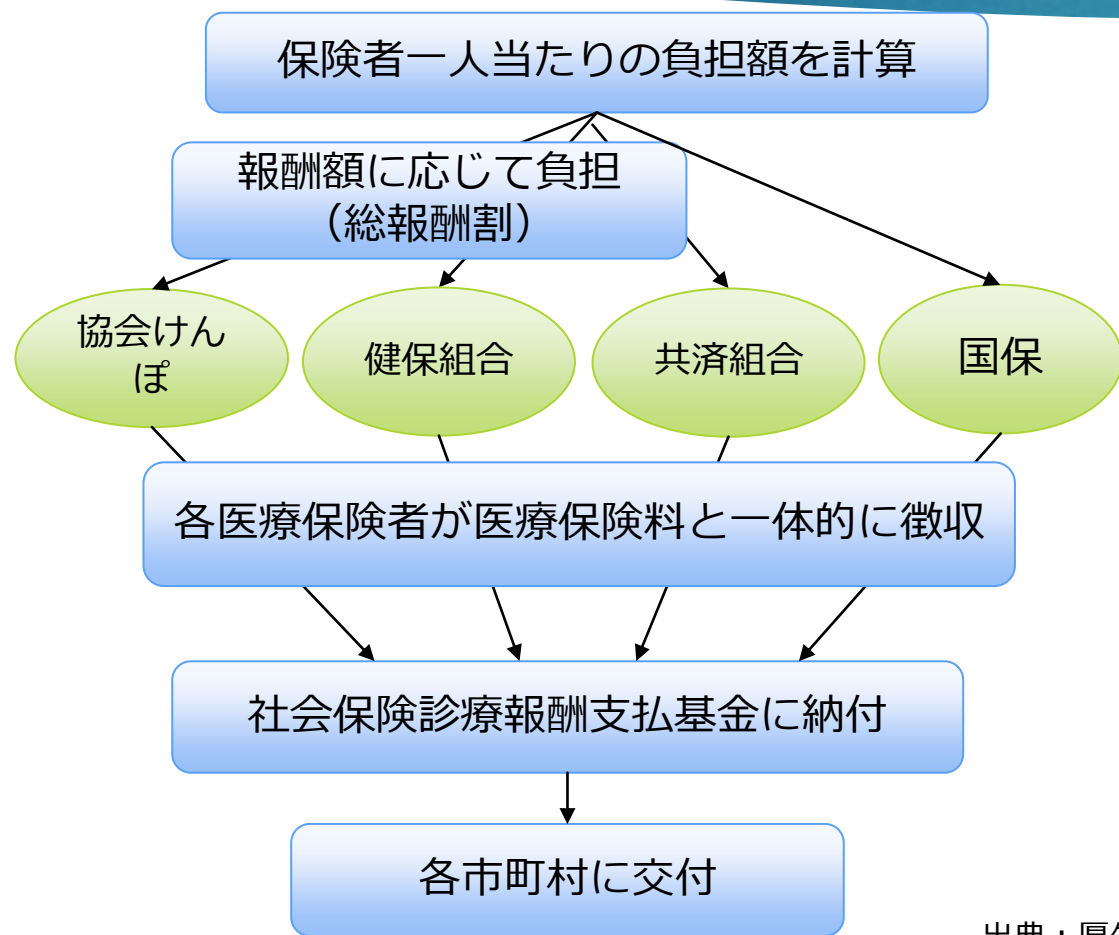 保険者一人当たりの負担額を計算
報酬額に応じて負担
（総報酬割）
協会けん
ぽ
健保組合
共済組合
国保
各医療保険者が医療保険料と一体的に徴収
社会保険診療報酬支払基金に納付
各市町村に交付
出典：厚